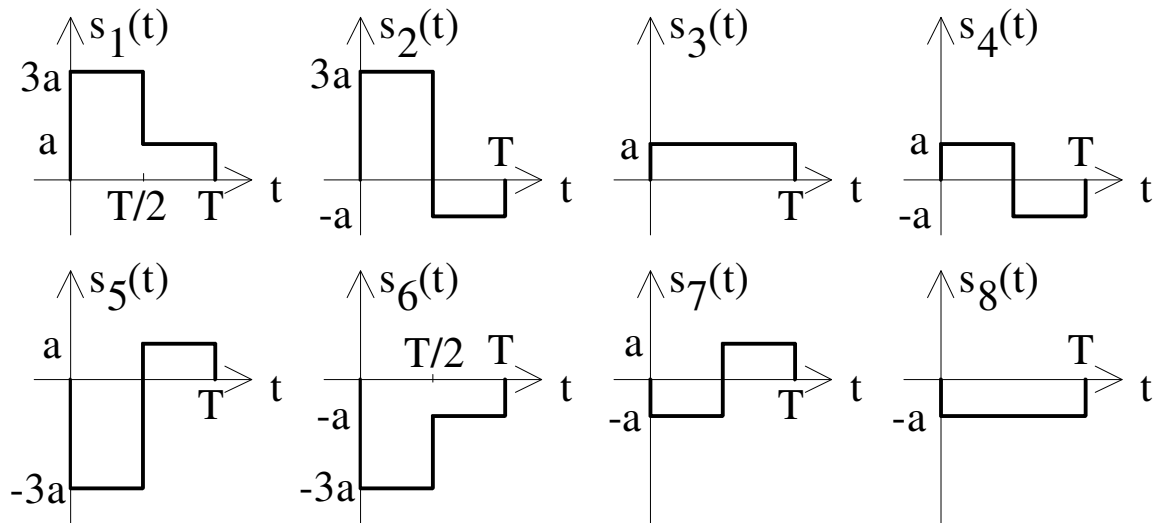 s1(t) s2(t) s3(t) s4(t)
3a 3a
a T a T
T/2 T t -a t T t -a t
s5(t) s6(t) s7(t) s8(t)
a T/2 T a T
T t -a t -a T t -a t
-3a -3a